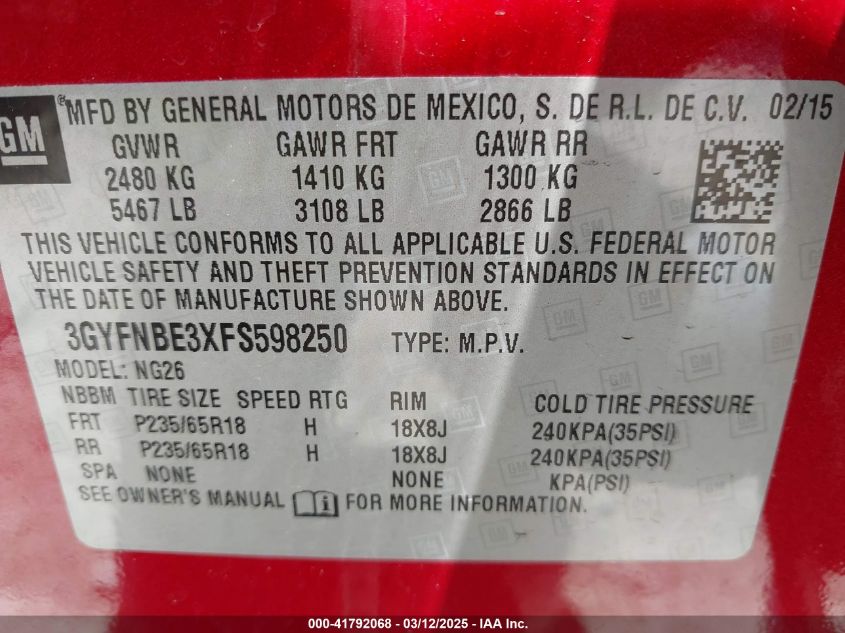 GM
® MFD BY GENERAL MOTORS DE MEXICO, S. DE R.L. DE C.V. 02/15
GVWR GAWR FRT GAWR RR
2480 KG 1410 KG 1300 KG
5467 LB 3108 LB 2866 LB
THIS VEHICLE CONFORMS TO ALL APPLICABLE U.S. FEDERAL MOTOR
VEHICLE SAFETY AND THEFT PREVENTION STANDARDS IN EFFECT ON
THE DATE OF MANUFACTURE SHOWN ABOVE.
3GYFNBE3XFS598250 TYPE: M.P.V.
MODEL: NG26
NBBM TIRE SIZE SPEED RTG RIM COLD TIRE PRESSURE
FRT P235/65R18 H 18X8J 240KPA(35PSI)
RR P235/65R18 H 18X8J 240KPA(35PSI)
SPA NONE NONE KPA(PSI)
SEE OWNER'S MANUAL FOR MORE INFORMATION.
000-41792068 - 03/12/2025 - IAA Inc.